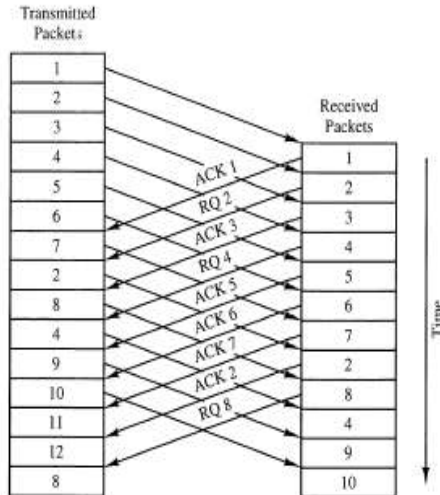 Transmitted
Packets
1
2
3
4
5
6
7
2
8
4
9
10
11
12
8
ACK 1
RQ 2
ACK 3
RQ 4
ACK 5
ACK 6
ACK 7
ACK 2
RQ 8
Received
Packets
1
2
3
4
5
6
7
2
8
4
9
10
Time